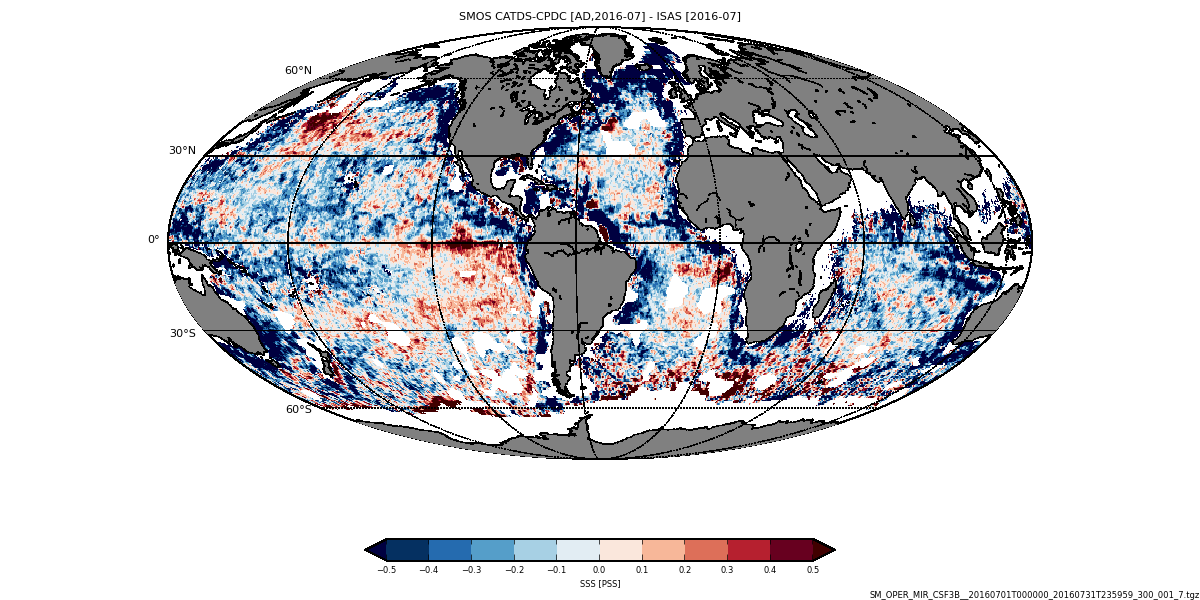 SMOS CATDS-CPDC [AD,2016-07] - ISAS [2016-07]
60°N
30°N
0°
30°S
60°S
−0.5 −0.4 −0.3 −0.2 −0.1 0.0 0.1 0.2 0.3 0.4 0.5
SSS [PSS]
SM_OPER_MIR_CSF3B__20160701T000000_20160731T235959_300_001_7.tgz